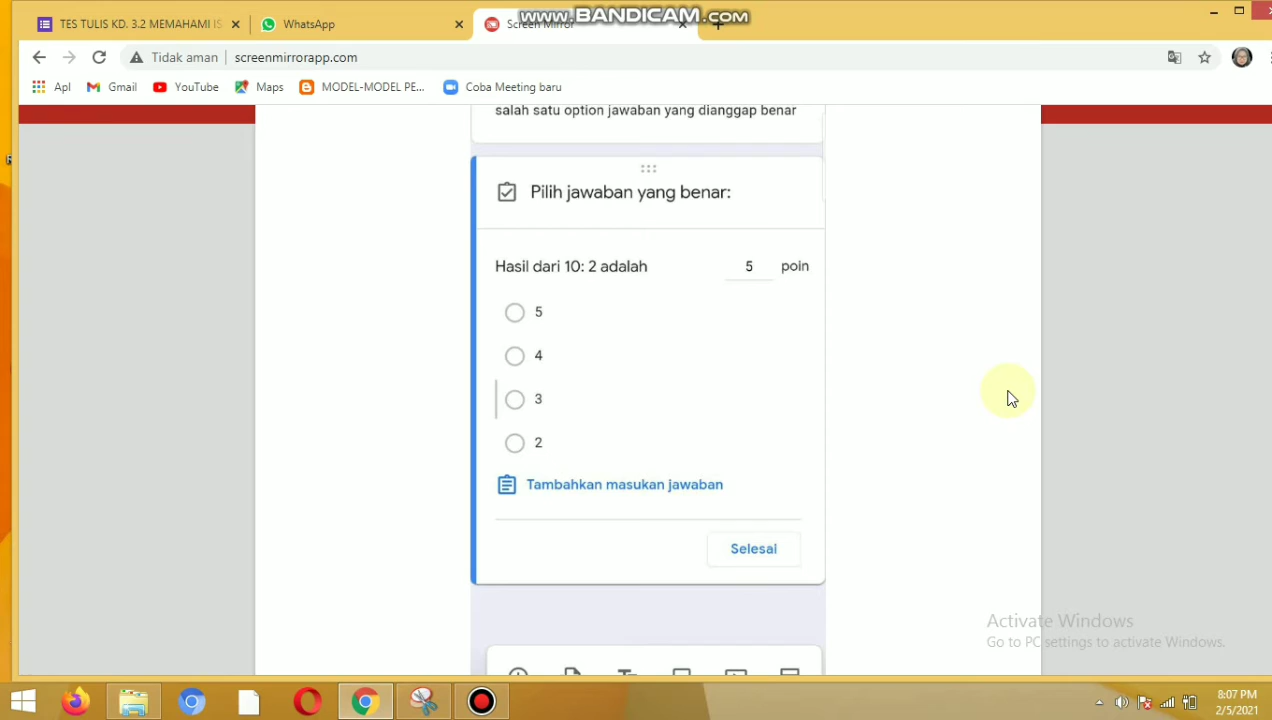 www.BANDICAM.com
TES TULIS KD. 3.2 MEMAHAMI IS
WhatsApp
Screen Mirror
Tidak aman
screenmirrorapp.com
Apl
Gmail
YouTube
Maps
MODEL-MODEL PE...
Coba Meeting baru
salah satu option jawaban yang dianggap benar
Pilih jawaban yang benar:
Hasil dari 10: 2 adalah
5 poin
5
4
3
2
Tambahkan masukan jawaban
Selesai
Activate Windows
Go to PC settings to activate Windows.
8:07 PM
2/5/2021